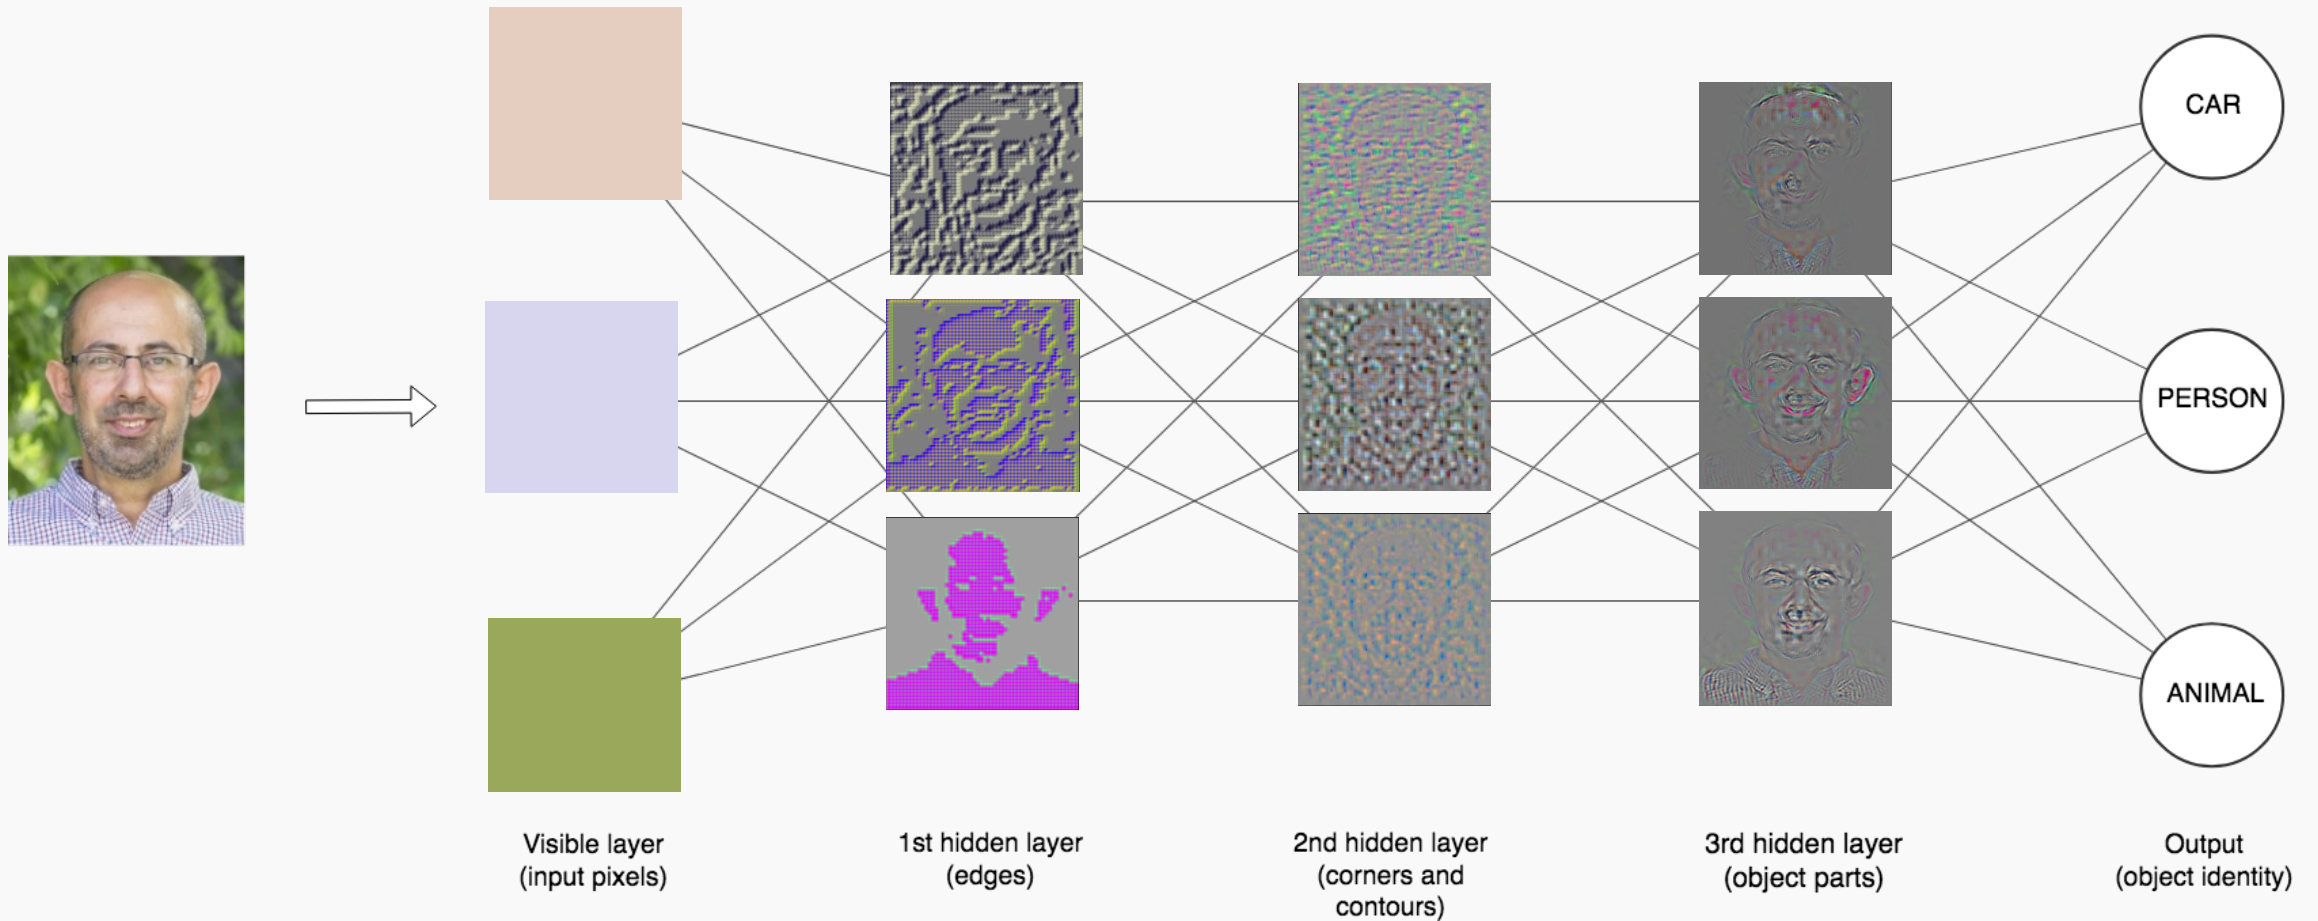 CAR
PERSON
ANIMAL
Visible layer
(input pixels)
1st hidden layer
(edges)
2nd hidden layer
(corners and
contours)
3rd hidden layer
(object parts)
Output
(object identity)